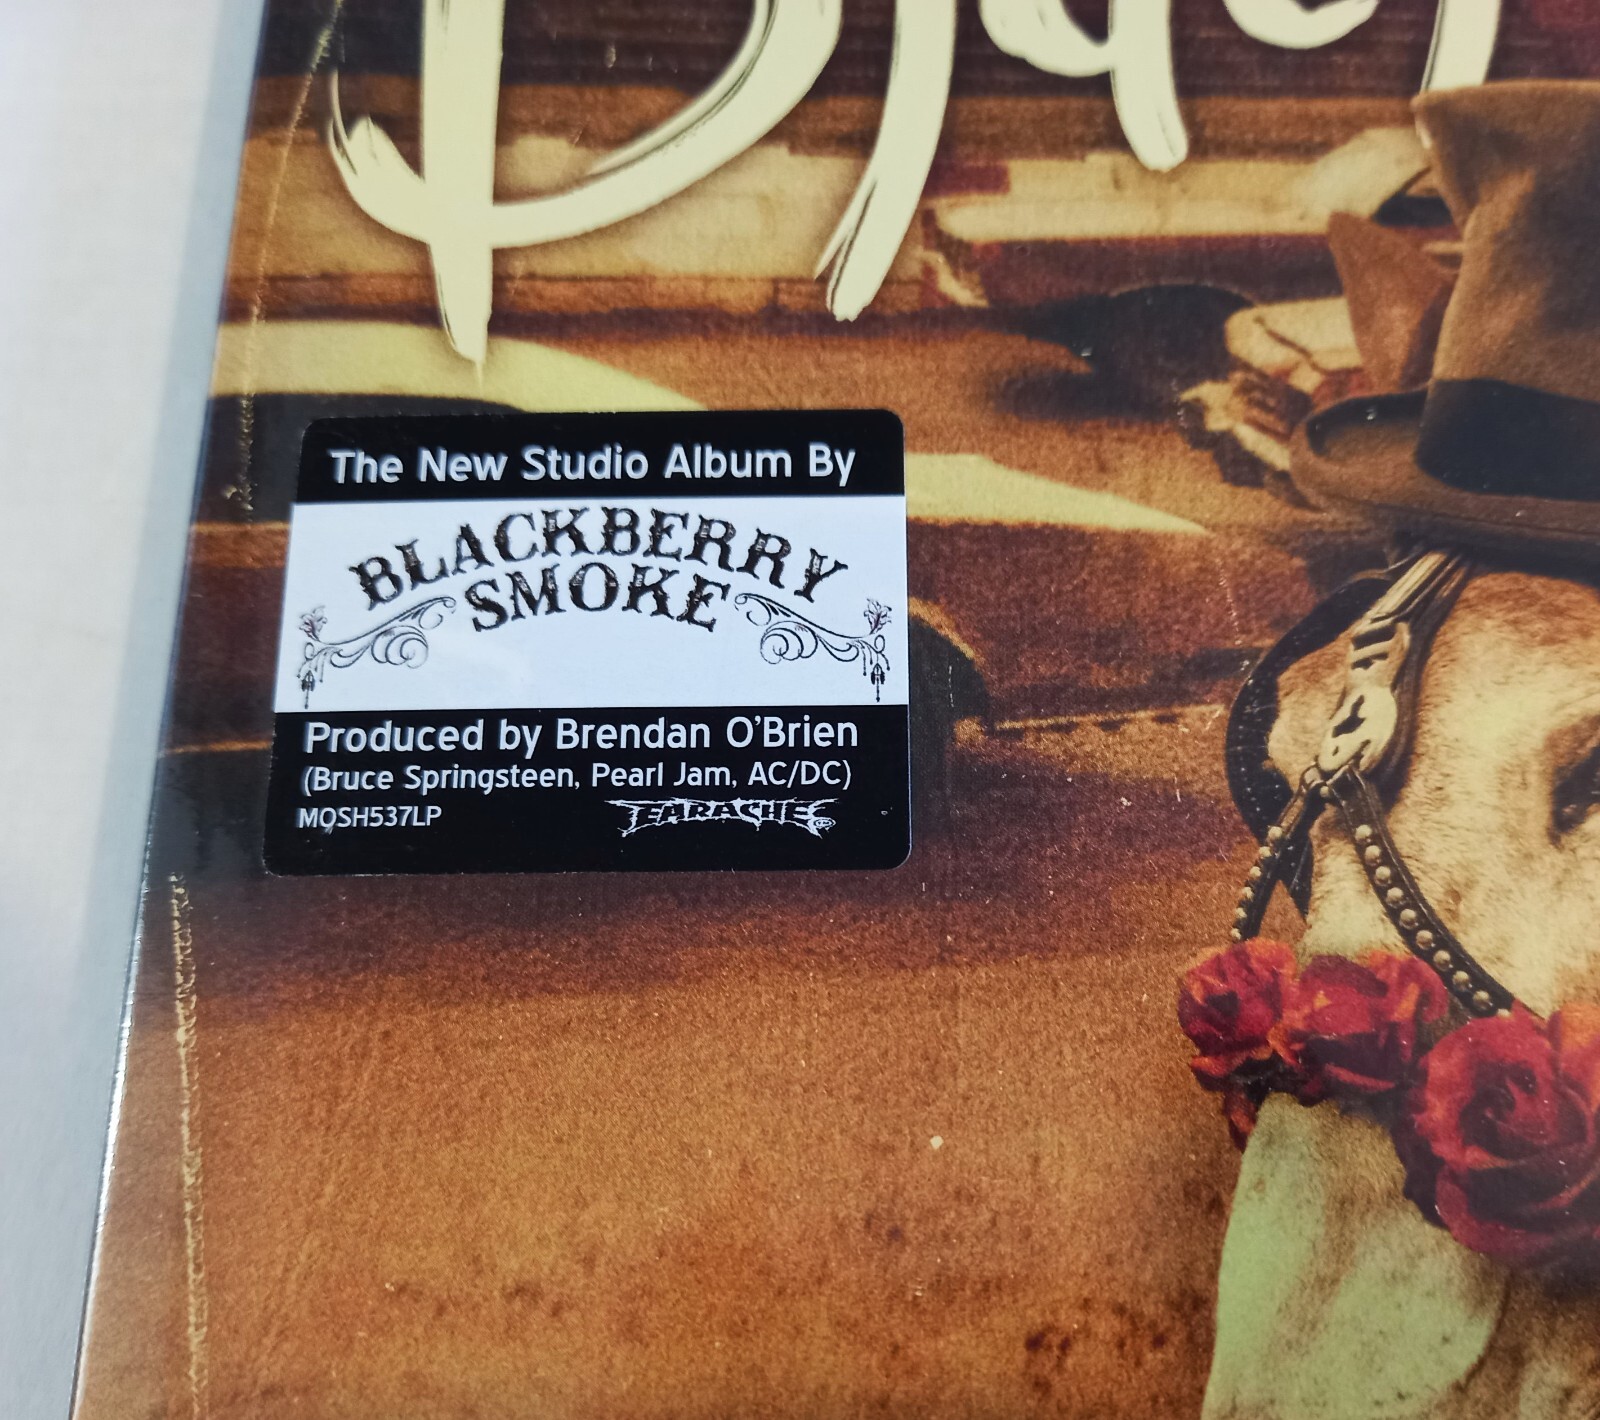 The New Studio Album By
BLACKBERRY
SMOKE
Produced by Brendan O'Brien
(Bruce Springsteen, Pearl Jam, AC/DC)
MOSH537LP
EARACHE